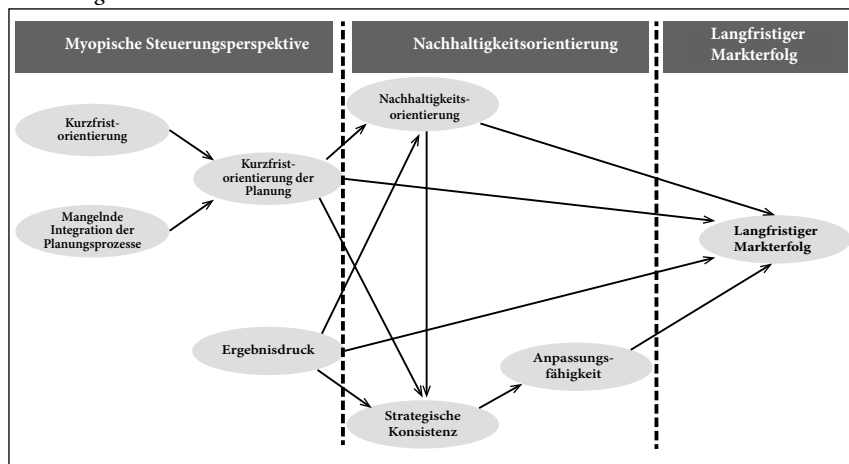 Myopische Steuerungsperspektive
Nachhaltigkeitsorientierung
Langfristiger
Markterfolg
Kurzfrist-
orientierung
Mangelnde
Integration der
Planungsprozesse
Kurzfrist-
orientierung der
Planung
Ergebnisdruck
Nachhaltigkeits-
orientierung
Strategische
Konsistenz
Anpassungs-
fähigkeit
Langfristiger
Markterfolg